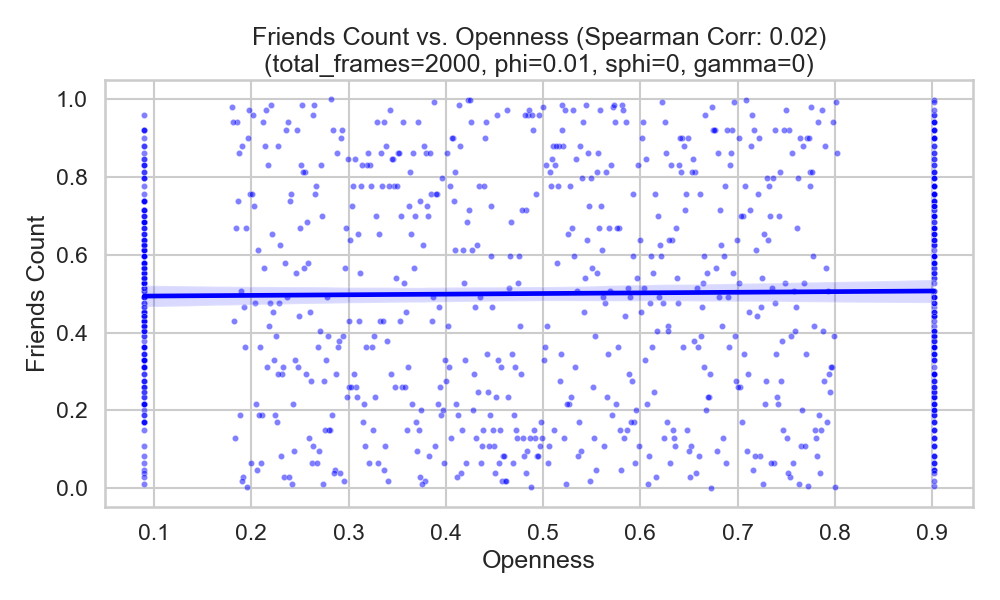 Friends Count vs. Openness (Spearman Corr: 0.02)
(total_frames=2000, phi=0.01, sphi=0, gamma=0)
1.0
0.8
0.6
0.4
0.2
0.0
Friends Count
0.1 0.2 0.3 0.4 0.5 0.6 0.7 0.8 0.9
Openness